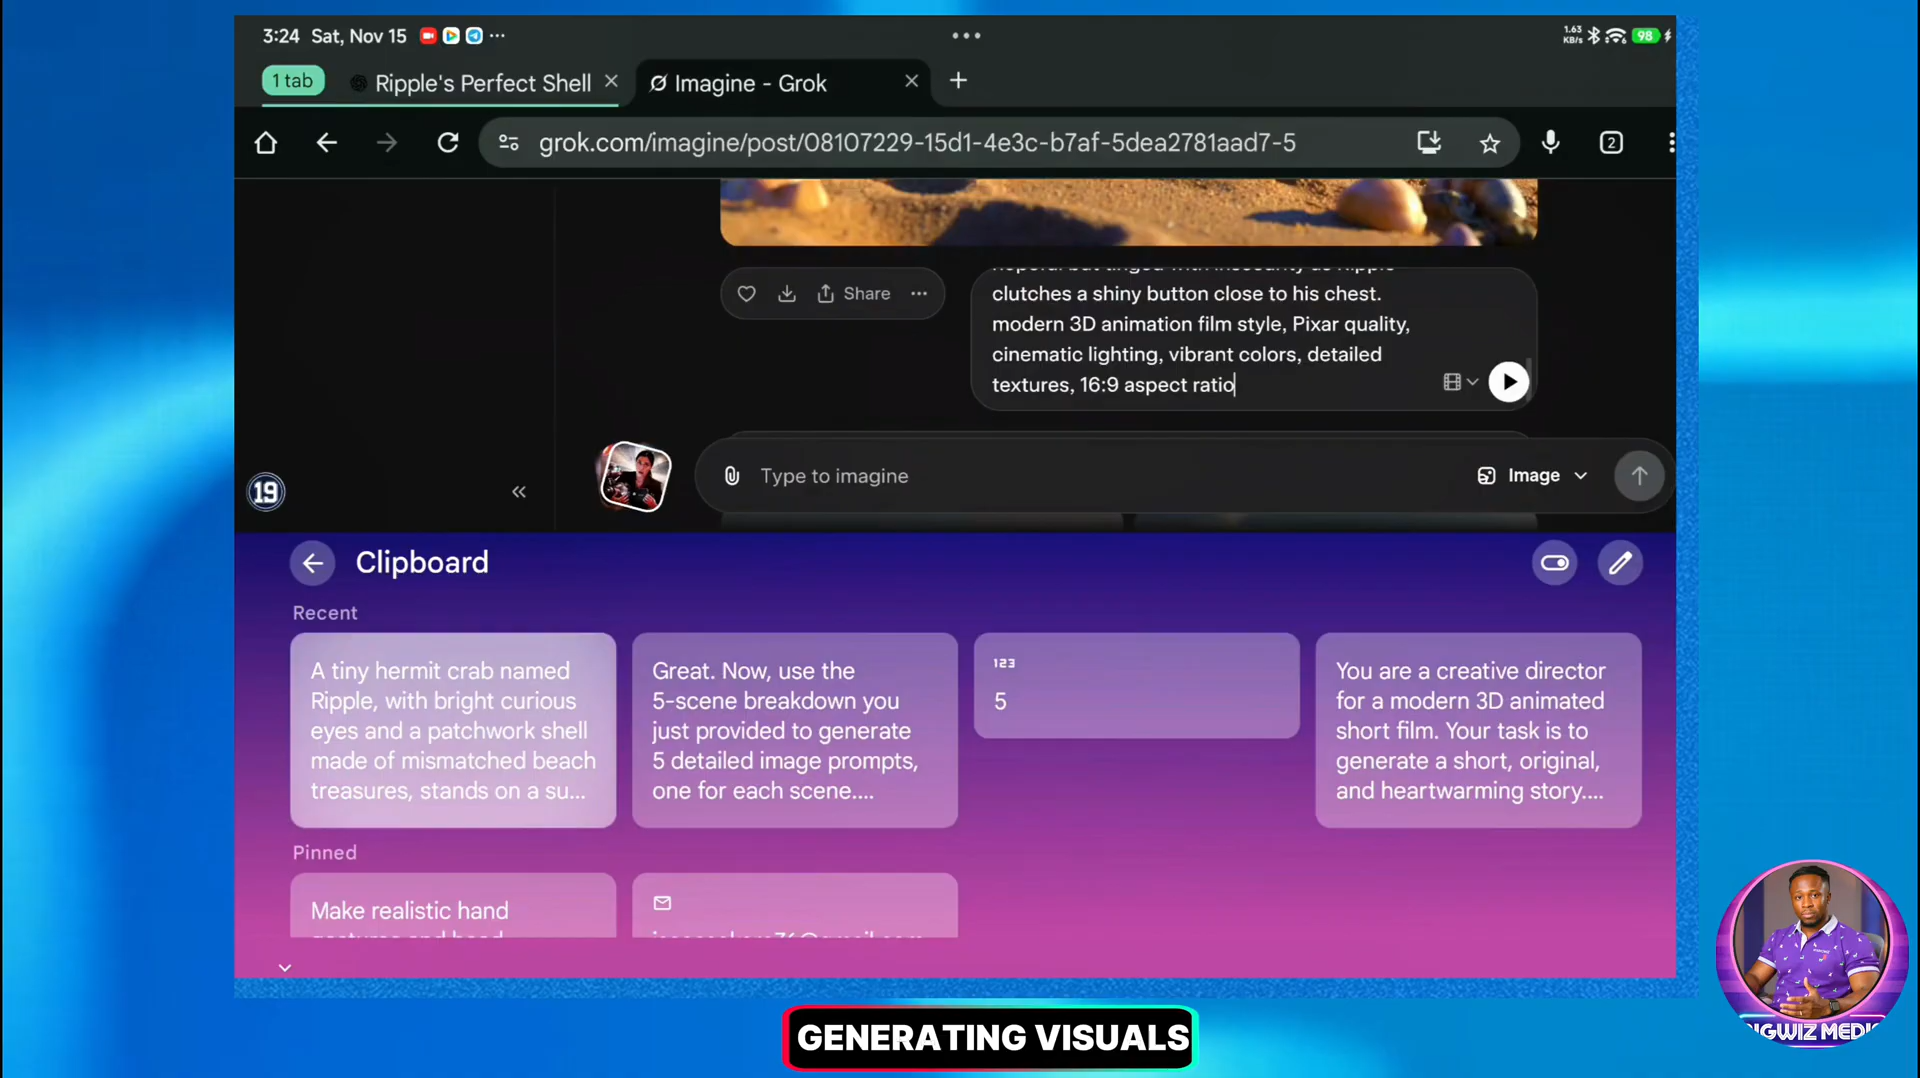 3:24 Sat, Nov 15
1.63
KB/s
98
1 tab
Ripple's Perfect Shell
Imagine - Grok
grok.com/imagine/post/08107229-15d1-4e3c-b7af-5dea2781aad7-5
2
clutches a shiny button close to his chest.
Share
modern 3D animation film style, Pixar quality,
cinematic lighting, vibrant colors, detailed
textures, 16:9 aspect ratio
Type to imagine
Image
19
Clipboard
Recent
A tiny hermit crab named
Ripple, with bright curious
eyes and a patchwork shell
made of mismatched beach
treasures, stands on a su...
Great. Now, use the
5-scene breakdown you
just provided to generate
5 detailed image prompts,
one for each scene....
123
5
You are a creative director
for a modern 3D animated
short film. Your task is to
generate a short, original,
and heartwarming story....
Pinned
Make realistic hand
GENERATING VISUALS